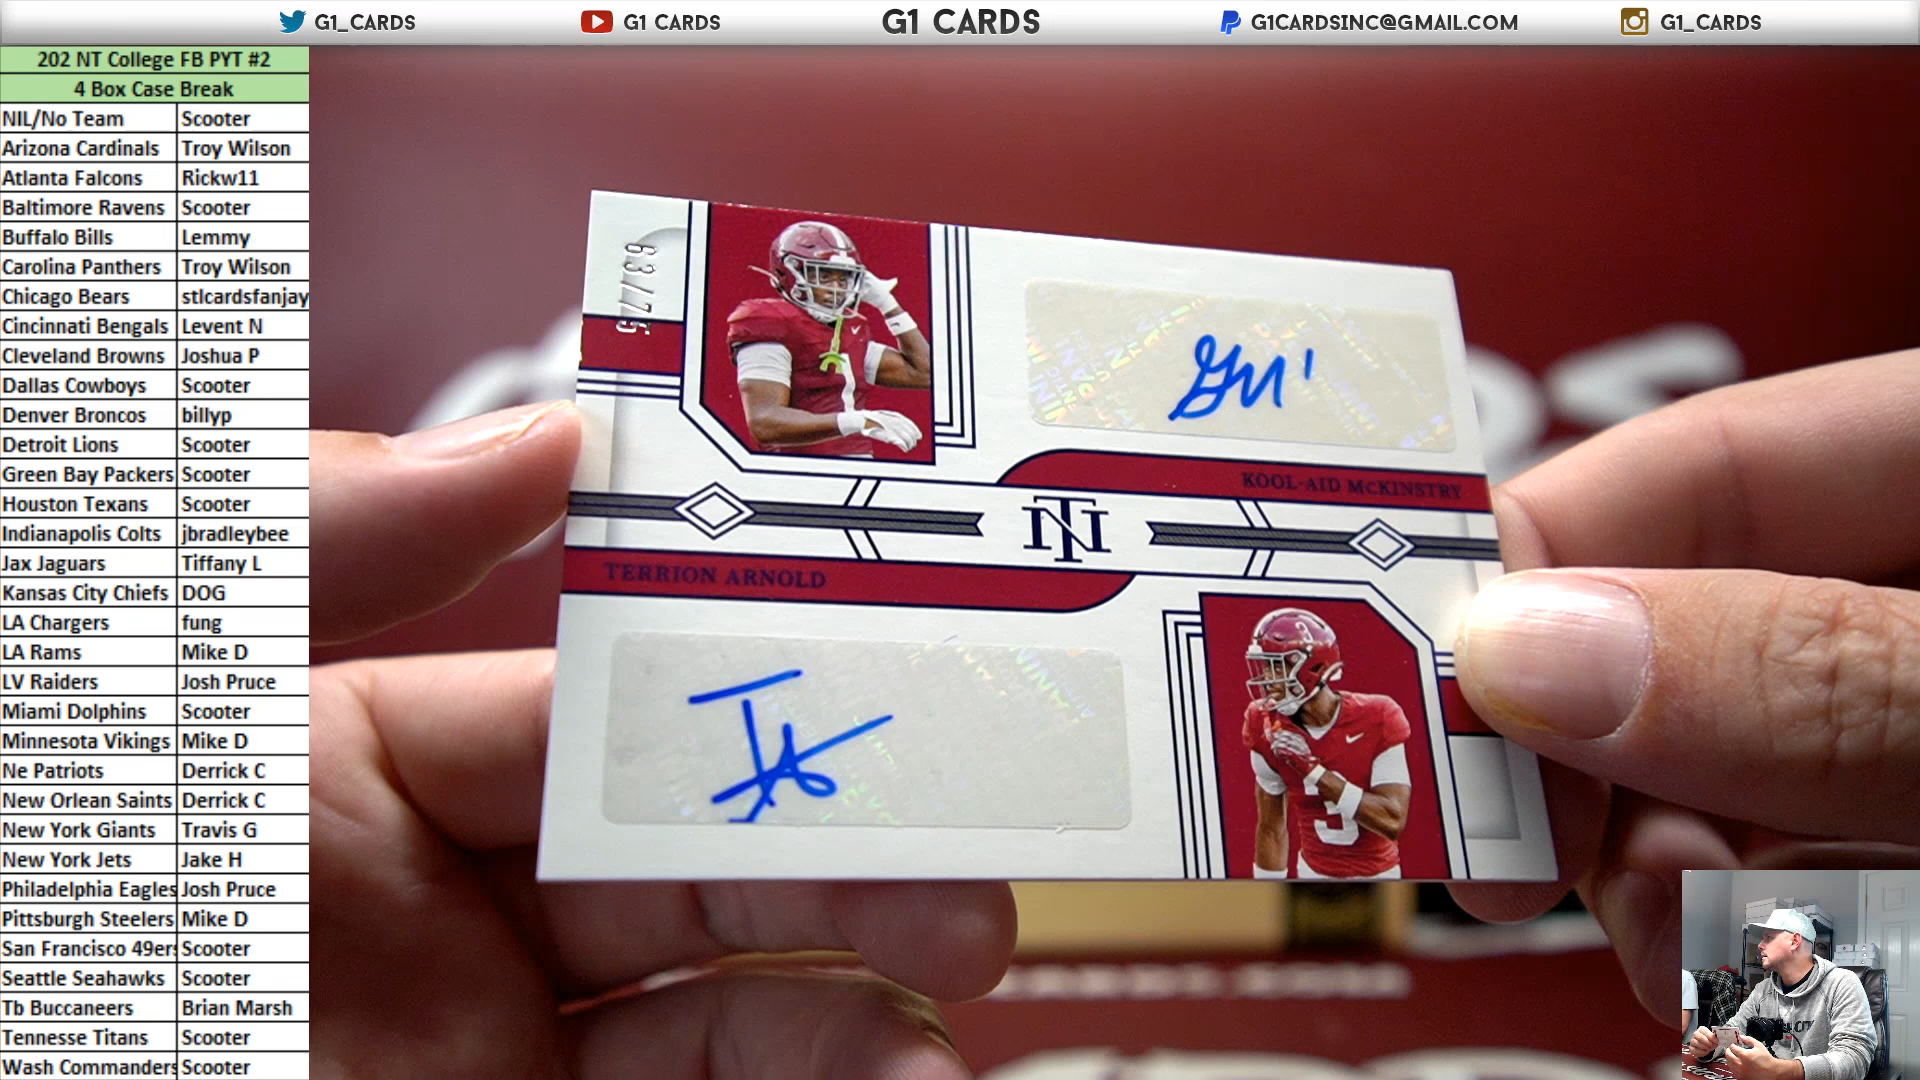 G1_CARDS
G1 CARDS
G1 CARDS
G1CARDSINC@GMAIL.COM
G1_CARDS
202 NT College FB PYT #2
4 Box Case Break
NIL/No Team Scooter
Arizona Cardinals Troy Wilson
Atlanta Falcons Rickw11
Baltimore Ravens Scooter
Buffalo Bills Lemmy
Carolina Panthers Troy Wilson
Chicago Bears stlcardsfanjay
Cincinnati Bengals Levent N
Cleveland Browns Joshua P
Dallas Cowboys Scooter
Denver Broncos billyp
Detroit Lions Scooter
Green Bay Packers Scooter
Houston Texans Scooter
Indianapolis Colts jbradleybee
Jax Jaguars Tiffany L
Kansas City Chiefs DOG
LA Chargers fung
LA Rams Mike D
LV Raiders Josh Pruce
Miami Dolphins Scooter
Minnesota Vikings Mike D
Ne Patriots Derrick C
New Orlean Saints Derrick C
New York Giants Travis G
New York Jets Jake H
Philadelphia Eagles Josh Pruce
Pittsburgh Steelers Mike D
San Francisco 49ers Scooter
Seattle Seahawks Scooter
Tb Buccaneers Brian Marsh
Tennesse Titans Scooter
Wash Commanders Scooter
63/75
1
KOOL-AID McKINSTRY
NT
TERRION ARNOLD
3
3